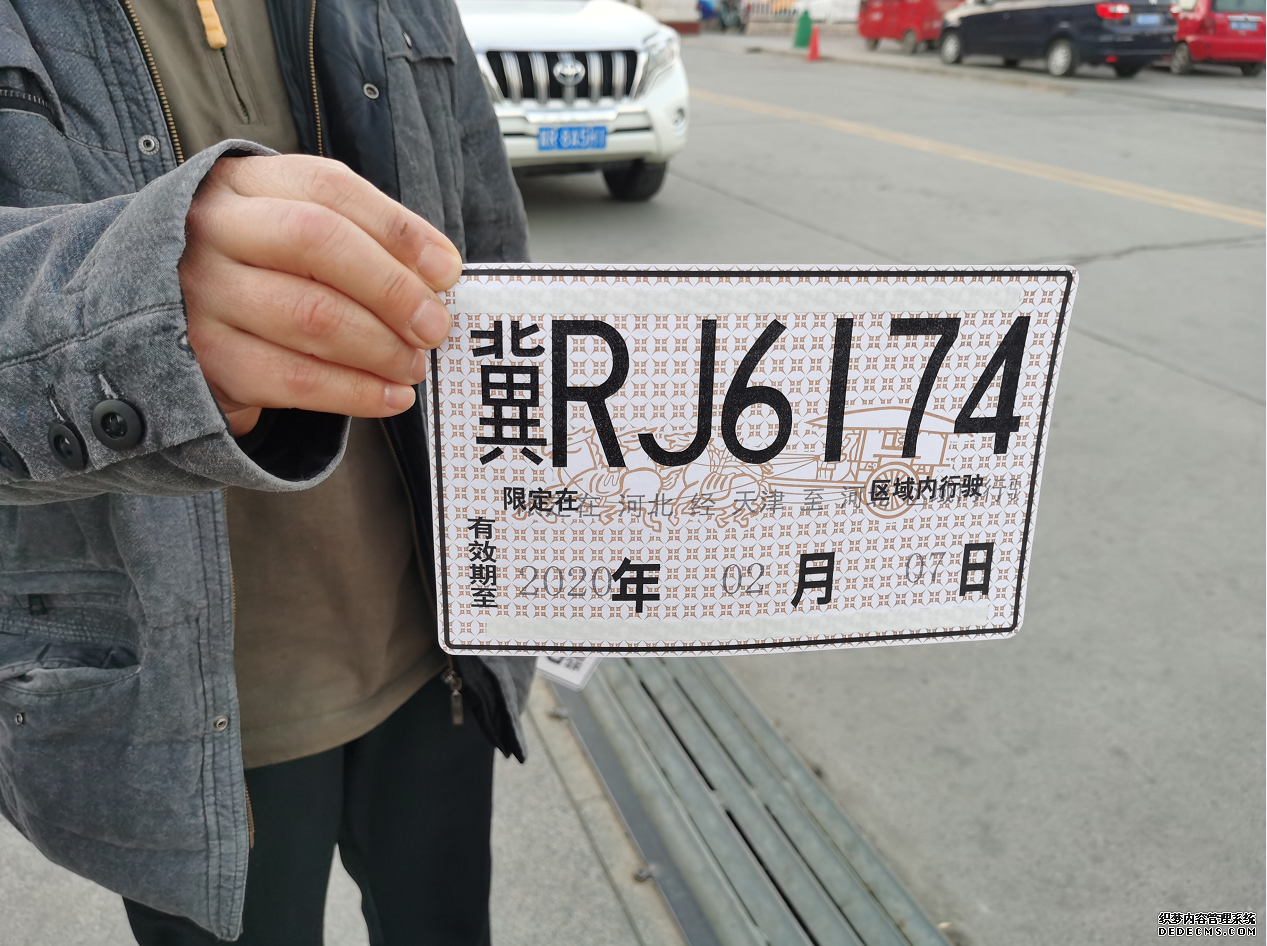 冀RJ6174
限定在 河北 经 天津 至 河 区域内行驶
有效期至 2020年 02月 07日
织梦内容管理系统
DEDECMS.COM